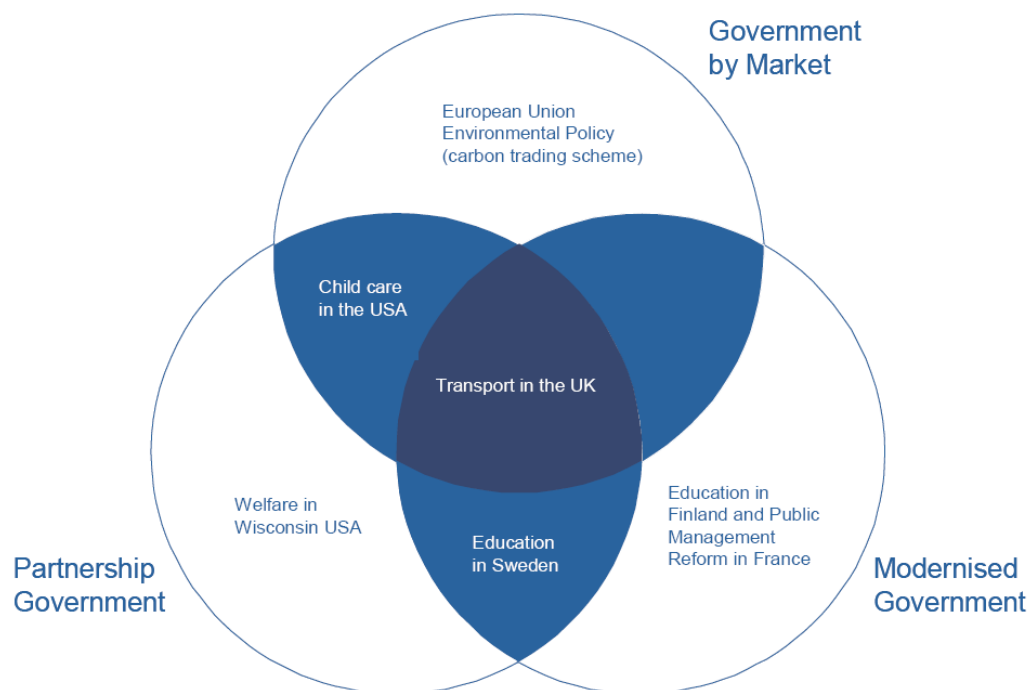 Government
by Market
European Union
Environmental Policy
(carbon trading scheme)
Child care
in the USA
Transport in the UK
Welfare in
Wisconsin USA
Education in
Finland and Public
Management
Reform in France
Education
in Sweden
Partnership
Government
Modernised
Government